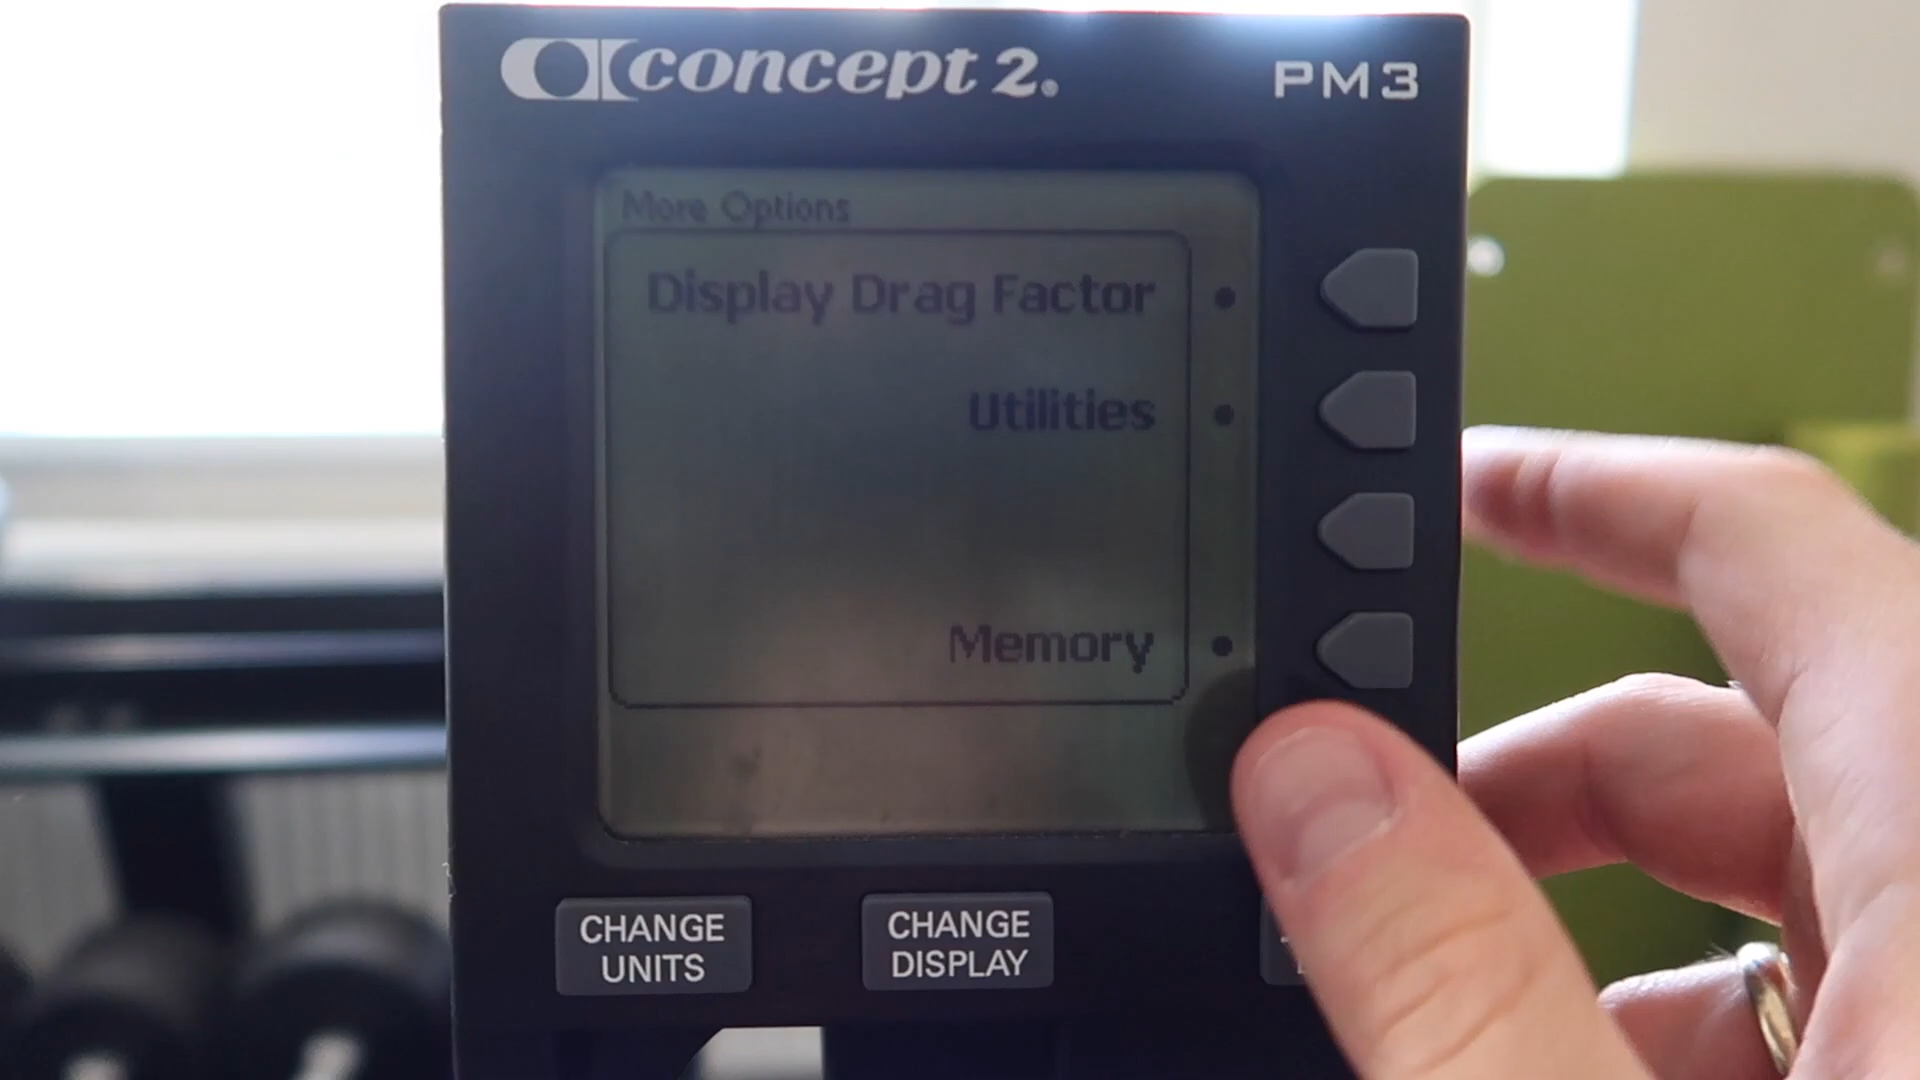 concept 2®
PM3
More Options
Display Drag Factor
Utilities
Memory
CHANGE
UNITS
CHANGE
DISPLAY